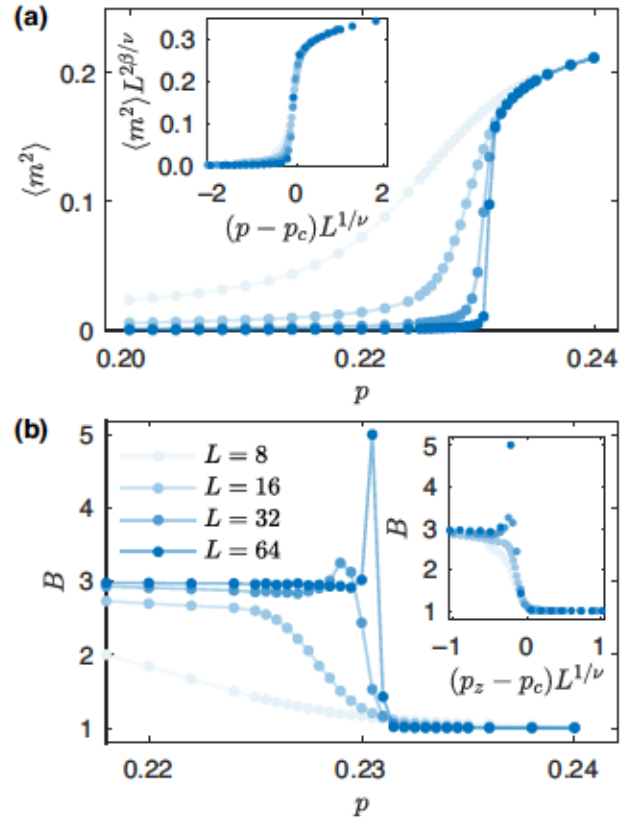 (a)
⟨m²⟩
0.2
0.1
0
0.20
0.22
0.24
p
⟨m²⟩L^{2β/ν}
0.3
0.2
0.1
0.0
−2
0
2
(p − p_c)L^{1/ν}
(b)
B
5
4
3
2
1
L = 8
L = 16
L = 32
L = 64
0.22
0.23
0.24
p
B
5
4
3
2
1
-1
0
1
(p_z − p_c)L^{1/ν}